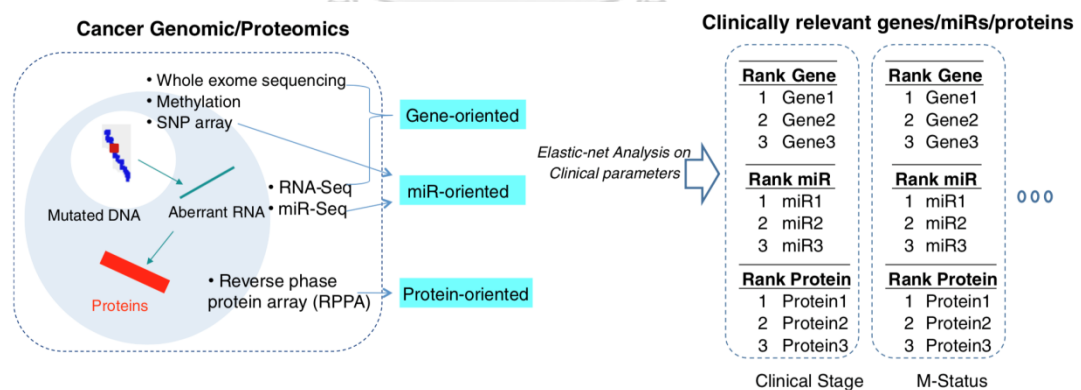 Cancer Genomic/Proteomics
• Whole exome sequencing
• Methylation
• SNP array
Mutated DNA
Aberrant RNA
• RNA-Seq
• miR-Seq
Proteins
• Reverse phase
protein array (RPPA)
Gene-oriented
miR-oriented
Protein-oriented
Elastic-net Analysis on
Clinical parameters
Clinically relevant genes/miRs/proteins
Rank Gene
1 Gene1
2 Gene2
3 Gene3
Rank miR
1 miR1
2 miR2
3 miR3
Rank Protein
1 Protein1
2 Protein2
3 Protein3
Clinical Stage
Rank Gene
1 Gene1
2 Gene2
3 Gene3
Rank miR
1 miR1
2 miR2
3 miR3
Rank Protein
1 Protein1
2 Protein2
3 Protein3
M-Status